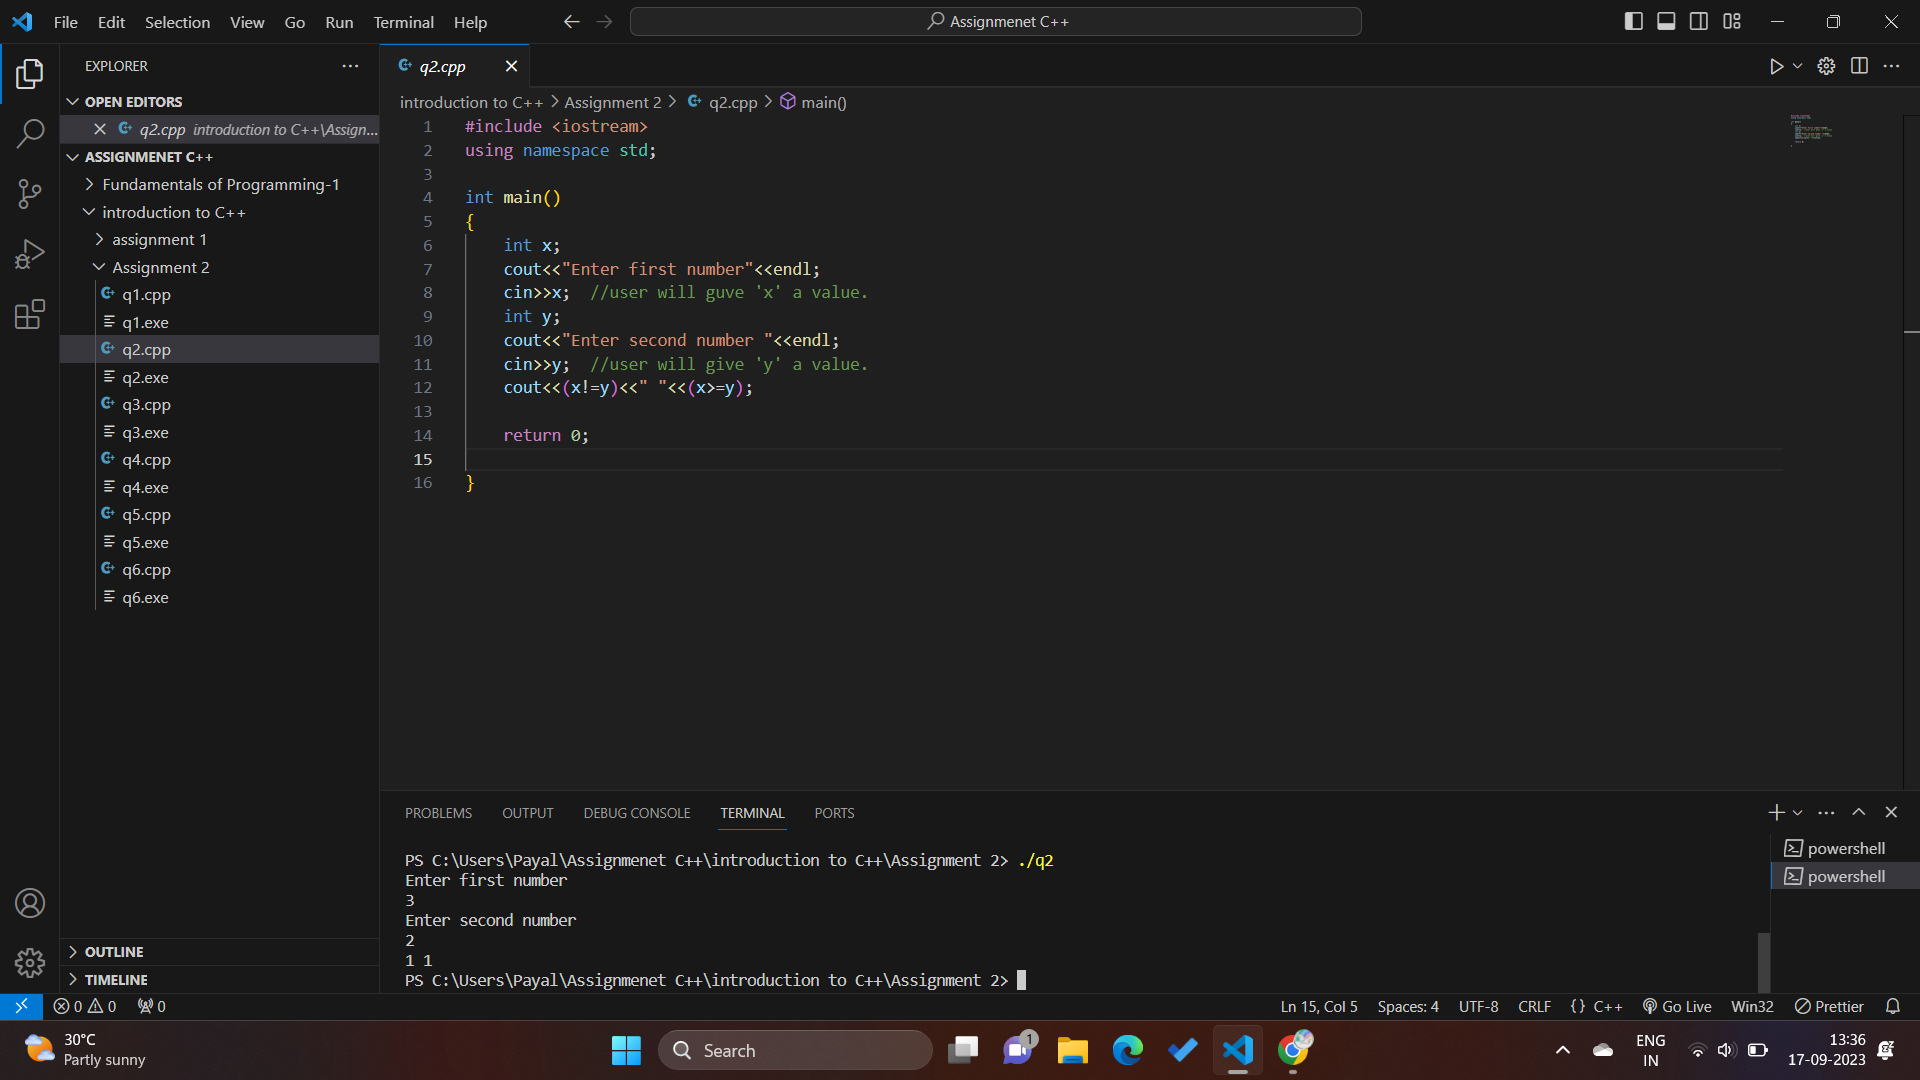 File Edit Selection View Go Run Terminal Help
Assignmenet C++
EXPLORER
OPEN EDITORS
q2.cpp introduction to C++\Assign...
ASSIGNMENET C++
Fundamentals of Programming-1
introduction to C++
assignment 1
Assignment 2
q1.cpp
q1.exe
q2.cpp
q2.exe
q3.cpp
q3.exe
q4.cpp
q4.exe
q5.cpp
q5.exe
q6.cpp
q6.exe
OUTLINE
TIMELINE
q2.cpp
introduction to C++ > Assignment 2 > q2.cpp > main()
1 #include <iostream>
2 using namespace std;
3
4 int main()
5 {
6 int x;
7 cout<<"Enter first number"<<endl;
8 cin>>x; //user will guve 'x' a value.
9 int y;
10 cout<<"Enter second number "<<endl;
11 cin>>y; //user will give 'y' a value.
12 cout<<(x!=y)<<" "<<(x>=y);
13
14 return 0;
15
16 }
PROBLEMS OUTPUT DEBUG CONSOLE TERMINAL PORTS
PS C:\Users\Payal\Assignmenet C++\introduction to C++\Assignment 2> ./q2
Enter first number
3
Enter second number
2
1 1
PS C:\Users\Payal\Assignmenet C++\introduction to C++\Assignment 2>
powershell
powershell
0 0 0 Ln 15, Col 5 Spaces: 4 UTF-8 CRLF {} C++ Go Live Win32 Prettier
30°C
Partly sunny
Search
1
ENG
IN
13:36
17-09-2023